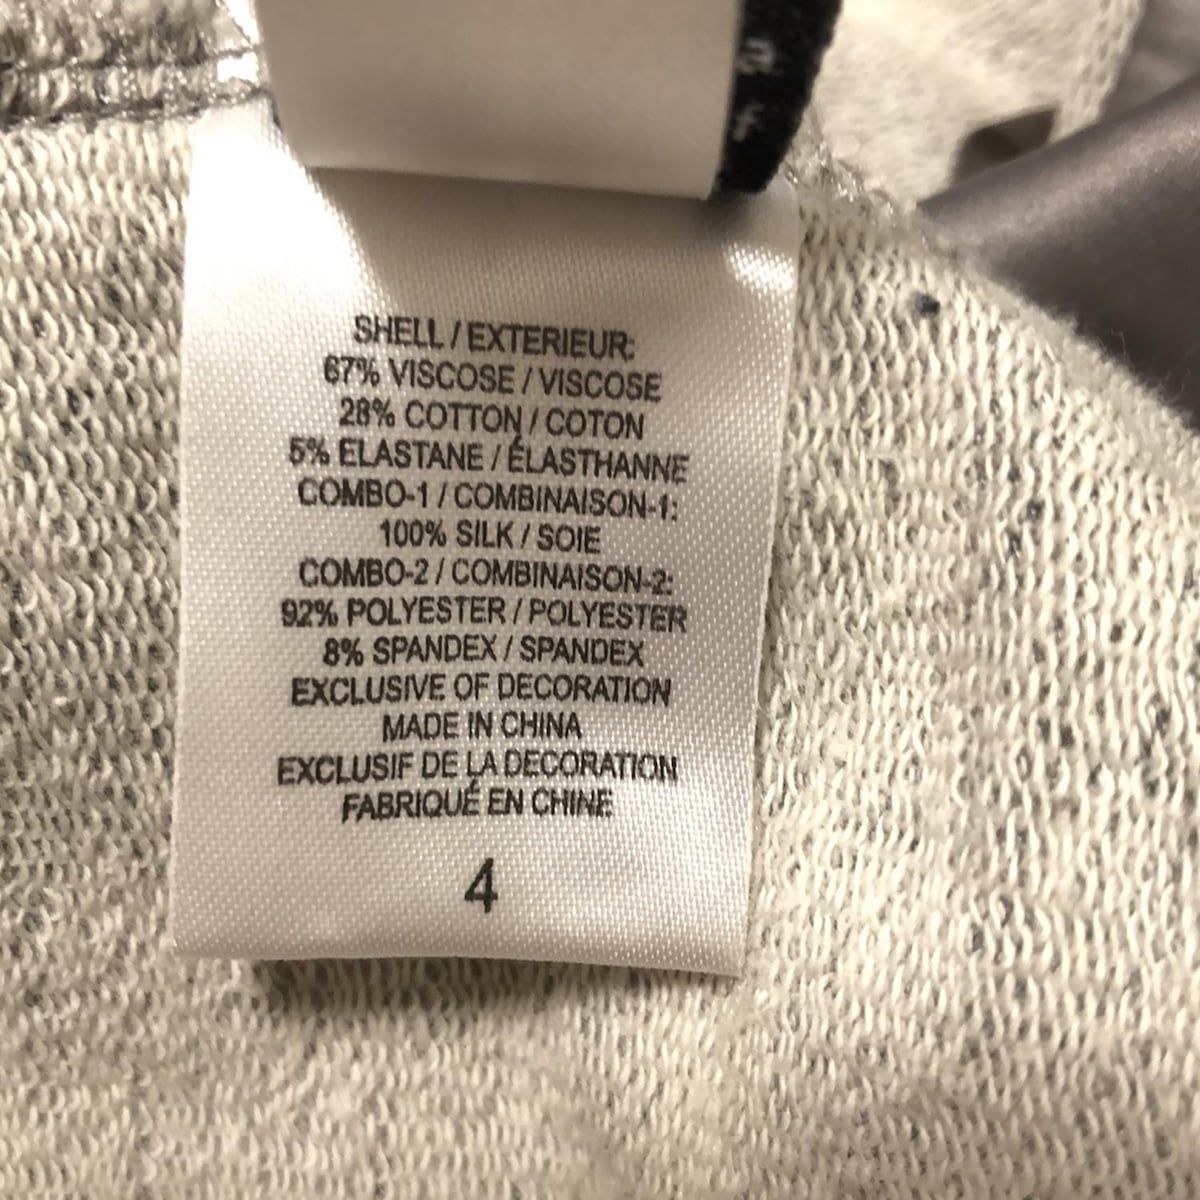 SHELL / EXTERIEUR:
67% VISCOSE / VISCOSE
28% COTTON / COTON
5% ELASTANE / ÉLASTHANNE
COMBO-1 / COMBINAISON-1:
100% SILK / SOIE
COMBO-2 / COMBINAISON-2:
92% POLYESTER / POLYESTER
8% SPANDEX / SPANDEX
EXCLUSIVE OF DECORATION
MADE IN CHINA
EXCLUSIF DE LA DECORATION
FABRIQUÉ EN CHINE
4